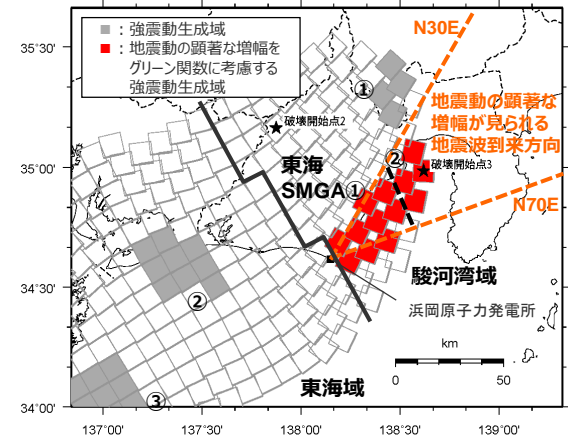 ■：強震動生成域
■：地震動の顕著な増幅を
グリーン関数に考慮する
強震動生成域
N30E
地震動の顕著な
増幅が見られる
地震波到来方向
N70E
①
★破壊開始点2
②
★破壊開始点3
東海
SMGA①
駿河湾域
浜岡原子力発電所
②
東海域
③
km
0 50
35°30'
35°00'
34°30'
34°00'
137°00' 137°30' 138°00' 138°30' 139°00'